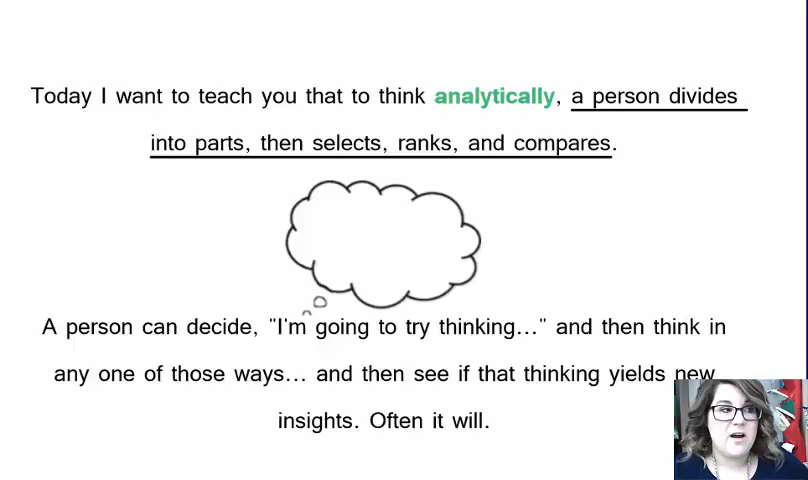 Today I want to teach you that to think analytically, a person divides
into parts, then selects, ranks, and compares.
A person can decide, "I'm going to try thinking..." and then think in
any one of those ways... and then see if that thinking yields new
insights. Often it will.